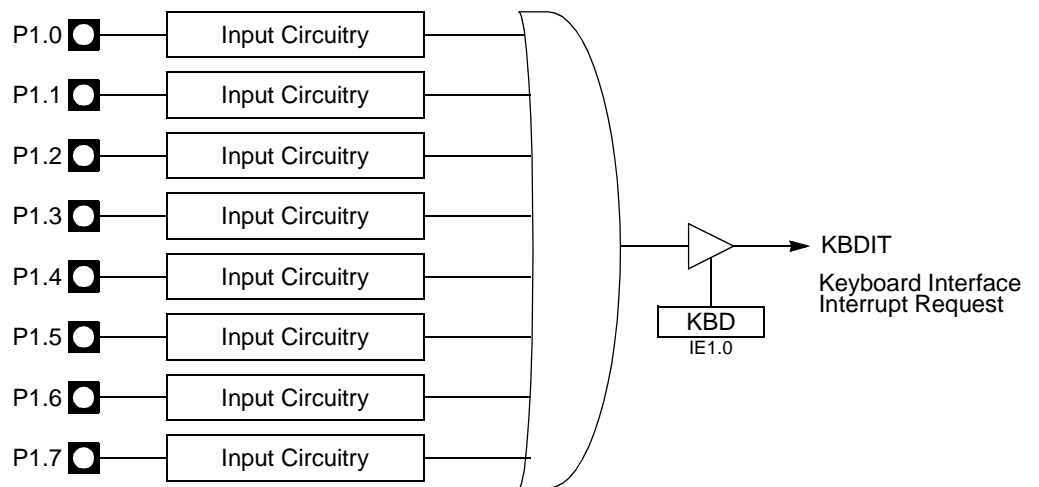 P1.0 Input Circuitry
P1.1 Input Circuitry
P1.2 Input Circuitry
P1.3 Input Circuitry
P1.4 Input Circuitry
P1.5 Input Circuitry
P1.6 Input Circuitry
P1.7 Input Circuitry
KBDIT
Keyboard Interface
Interrupt Request
KBD
IE1.0